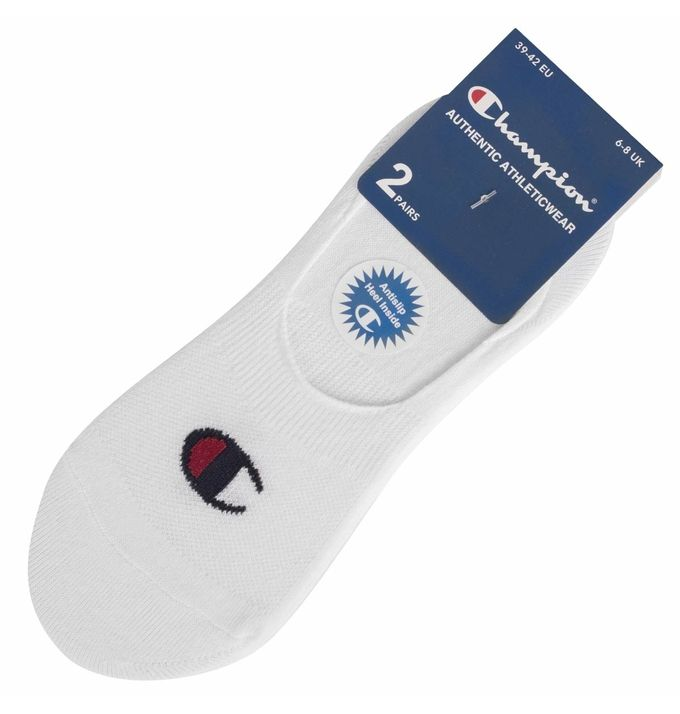 39-42 EU
6-8 UK
Champion®
AUTHENTIC ATHLETICWEAR
2
PAIRS
Antislip
Heel Inside